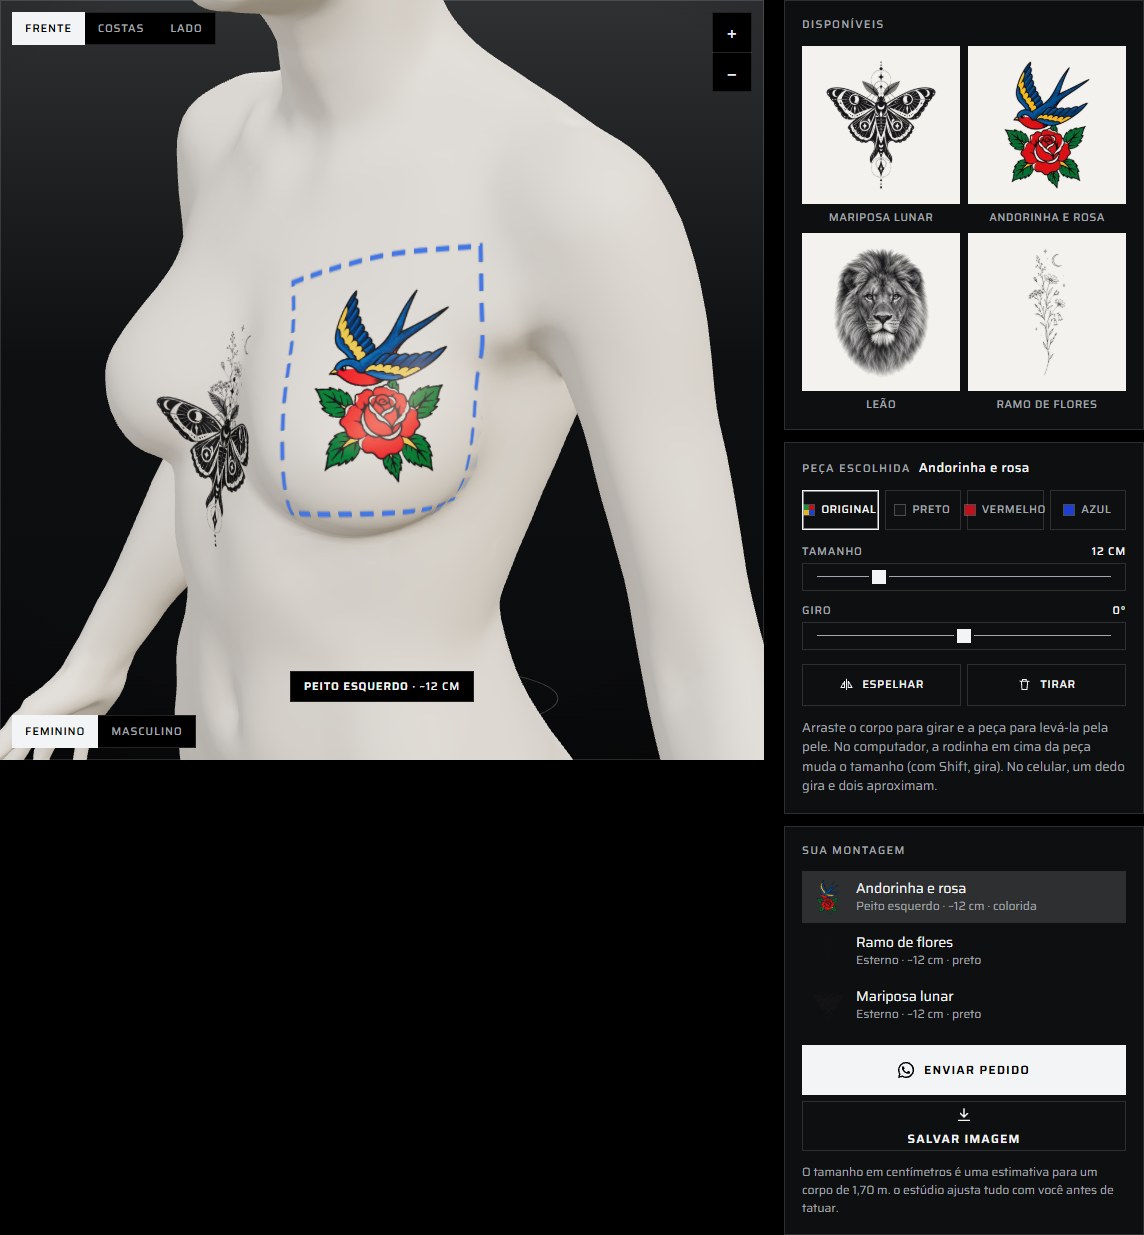 FRENTE COSTAS LADO
+
−
PEITO ESQUERDO · ~12 CM
FEMININO MASCULINO
DISPONÍVEIS
MARIPOSA LUNAR
ANDORINHA E ROSA
LEÃO
RAMO DE FLORES
PEÇA ESCOLHIDA Andorinha e rosa
ORIGINAL PRETO VERMELHO AZUL
TAMANHO 12 CM
GIRO 0°
ESPELHAR TIRAR
Arraste o corpo para girar e a peça para levá-la pela
pele. No computador, a rodinha em cima da peça
muda o tamanho (com Shift, gira). No celular, um dedo
gira e dois aproximam.
SUA MONTAGEM
Andorinha e rosa
Peito esquerdo · ~12 cm · colorida
Ramo de flores
Esterno · ~12 cm · preto
Mariposa lunar
Esterno · ~12 cm · preto
ENVIAR PEDIDO
SALVAR IMAGEM
O tamanho em centímetros é uma estimativa para um
corpo de 1,70 m. o estúdio ajusta tudo com você antes de
tatuar.